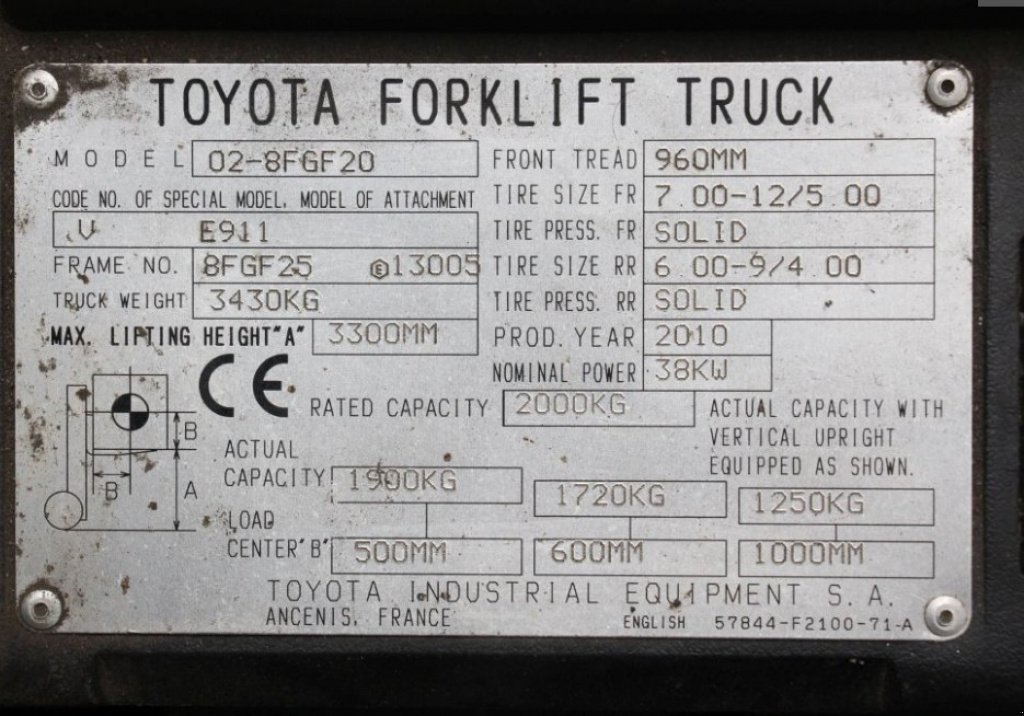 TOYOTA FORKLIFT TRUCK
MODEL 02-8FGF20
CODE NO. OF SPECIAL MODEL, MODEL OF ATTACHMENT
V E911
FRAME NO. 8FGF25 Ⓔ13005
TRUCK WEIGHT 3430KG
MAX. LIFTING HEIGHT"A" 3300MM
FRONT TREAD 960MM
TIRE SIZE FR 7.00-12/5.00
TIRE PRESS. FR SOLID
TIRE SIZE RR 6.00-9/4.00
TIRE PRESS. RR SOLID
PROD. YEAR 2010
NOMINAL POWER 38KW
CE
RATED CAPACITY 2000KG
ACTUAL CAPACITY WITH
VERTICAL UPRIGHT
EQUIPPED AS SHOWN.
B
B
A
ACTUAL
CAPACITY 1900KG 1720KG 1250KG
LOAD
CENTER"B" 500MM 600MM 1000MM
TOYOTA INDUSTRIAL EQUIPMENT S.A.
ANCENIS, FRANCE
ENGLISH 57844-F2100-71-A